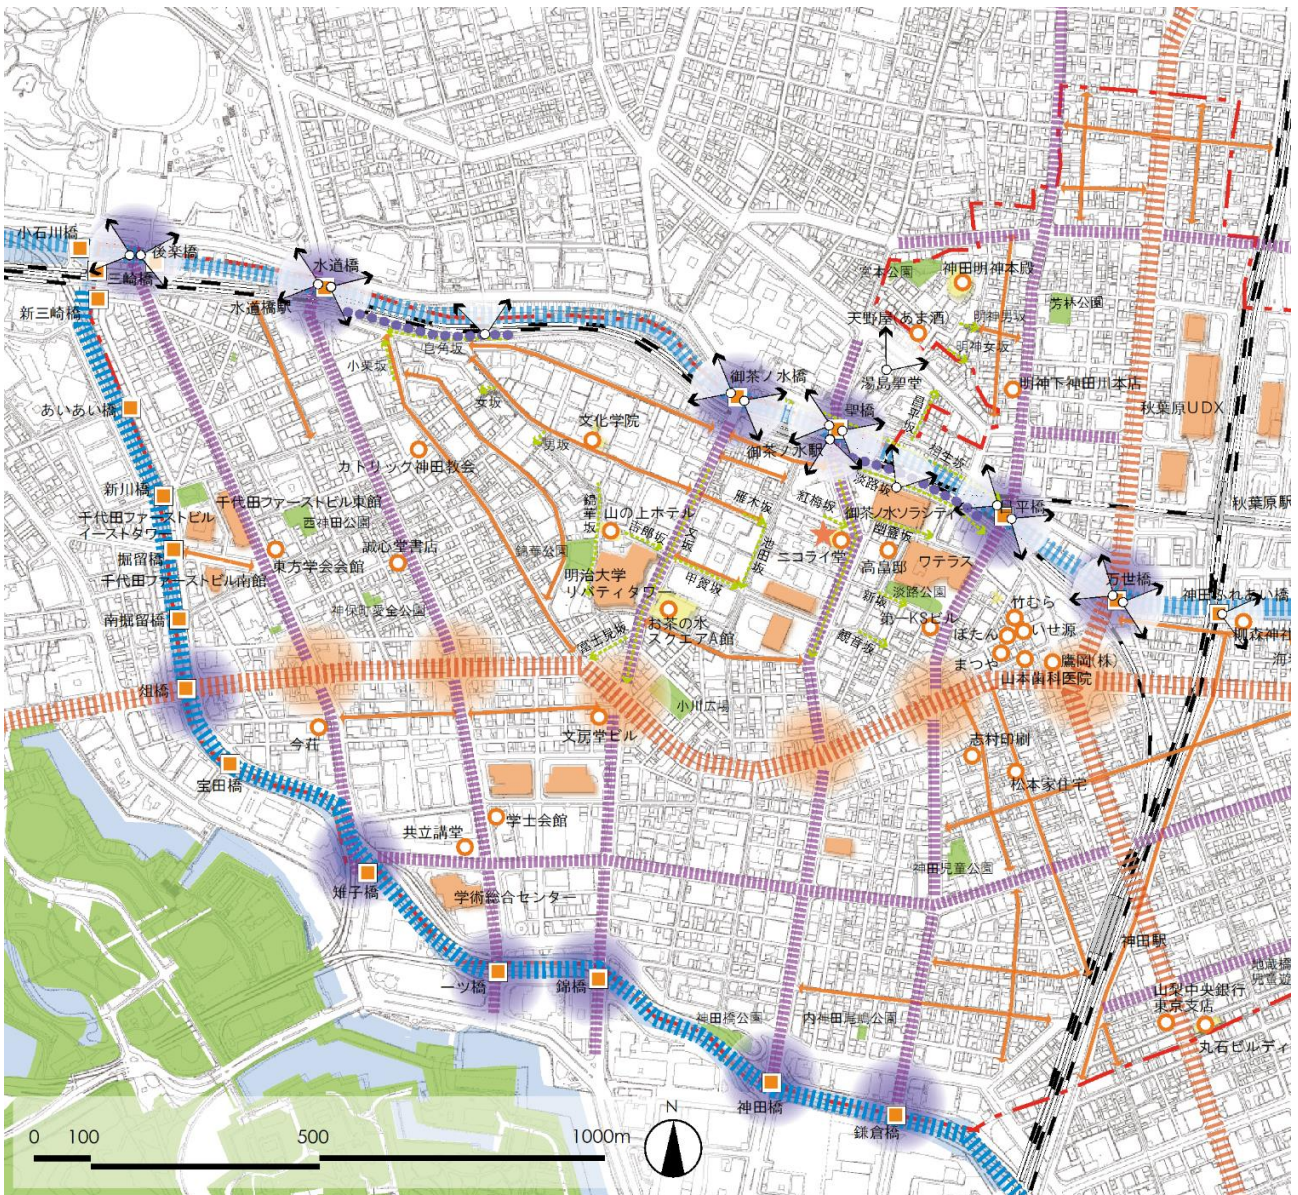 小石川橋
後楽橋
三崎橋
水道橋
水道橋駅
新三崎橋
小栗坂
女坂
男坂
あいあい橋
カトリック神田教会
文化学院
御茶ノ水橋
聖橋
御茶ノ水駅
宮本公園
神田明神本殿
天野屋(あま酒)
明神男坂
明神女坂
芳林公園
湯島聖堂
昌平坂
相生坂
明神下神田川本店
秋葉原UDX
秋葉原駅
新川橋
千代田ファーストビル
イーストタワー
千代田ファーストビル東館
西神田公園
堀留橋
千代田ファーストビル南館
東方学会会館
誠心堂書店
神保町愛全公園
南堀留橋
錦華公園
錦華坂
山の上ホテル
吉郎坂
明治大学
リバティタワー
甲賀坂
雁木坂
池田坂
紅梅坂
淡路坂
御茶ノ水ソラシティ
幽霊坂
ニコライ堂
高畠邸
ワテラス
淡路公園
新坂
観音坂
第一KSビル
昌平橋
万世橋
神田ふれあい橋
柳森神社
竹むら
ぼたん
いせ源
まつや
鷹岡(株)
山本歯科医院
お茶の水
スクエアA館
富士見坂
俎橋
小川広場
今荘
文房堂ビル
志村印刷
松本家住宅
宝田橋
共立講堂
学士会館
雉子橋
学術総合センター
神田児童公園
神田駅
一ツ橋
錦橋
神田橋公園
内神田尾嶋公園
山梨中央銀行
東京支店
丸石ビルディ
神田橋
鎌倉橋
0 100 500 1000m
N